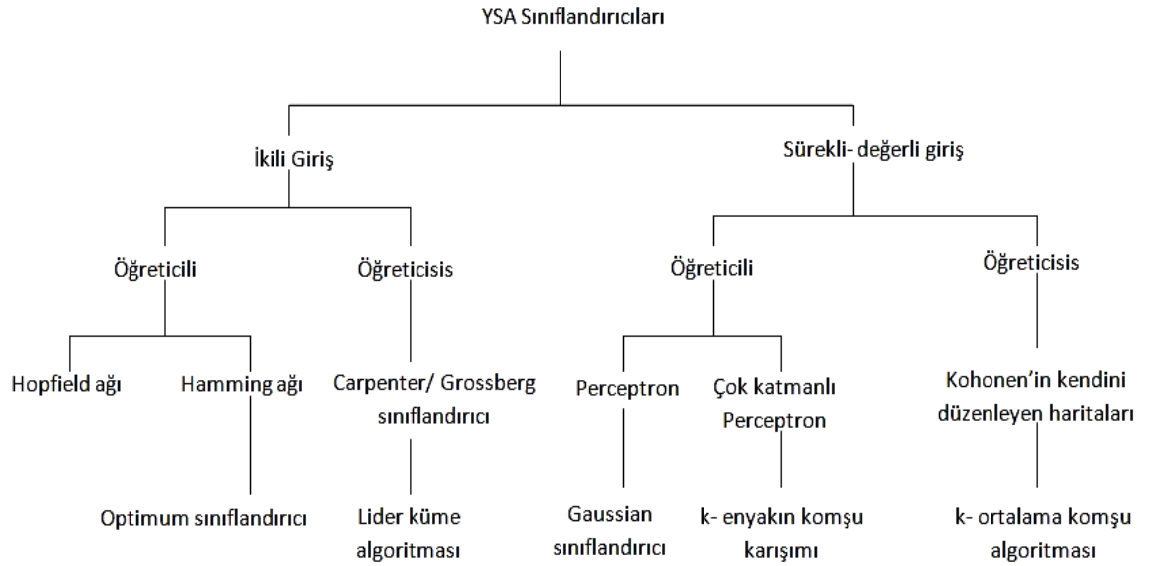 YSA Sınıflandırıcıları
İkili Giriş
Sürekli- değerli giriş
Öğreticili
Öğreticisis
Öğreticili
Öğreticisis
Hopfield ağı
Hamming ağı
Carpenter/ Grossberg
sınıflandırıcı
Perceptron
Çok katmanlı
Perceptron
Kohonen'in kendini
düzenleyen haritaları
Optimum sınıflandırıcı
Lider küme
algoritması
Gaussian
sınıflandırıcı
k- enyakın komşu
karışımı
k- ortalama komşu
algoritması